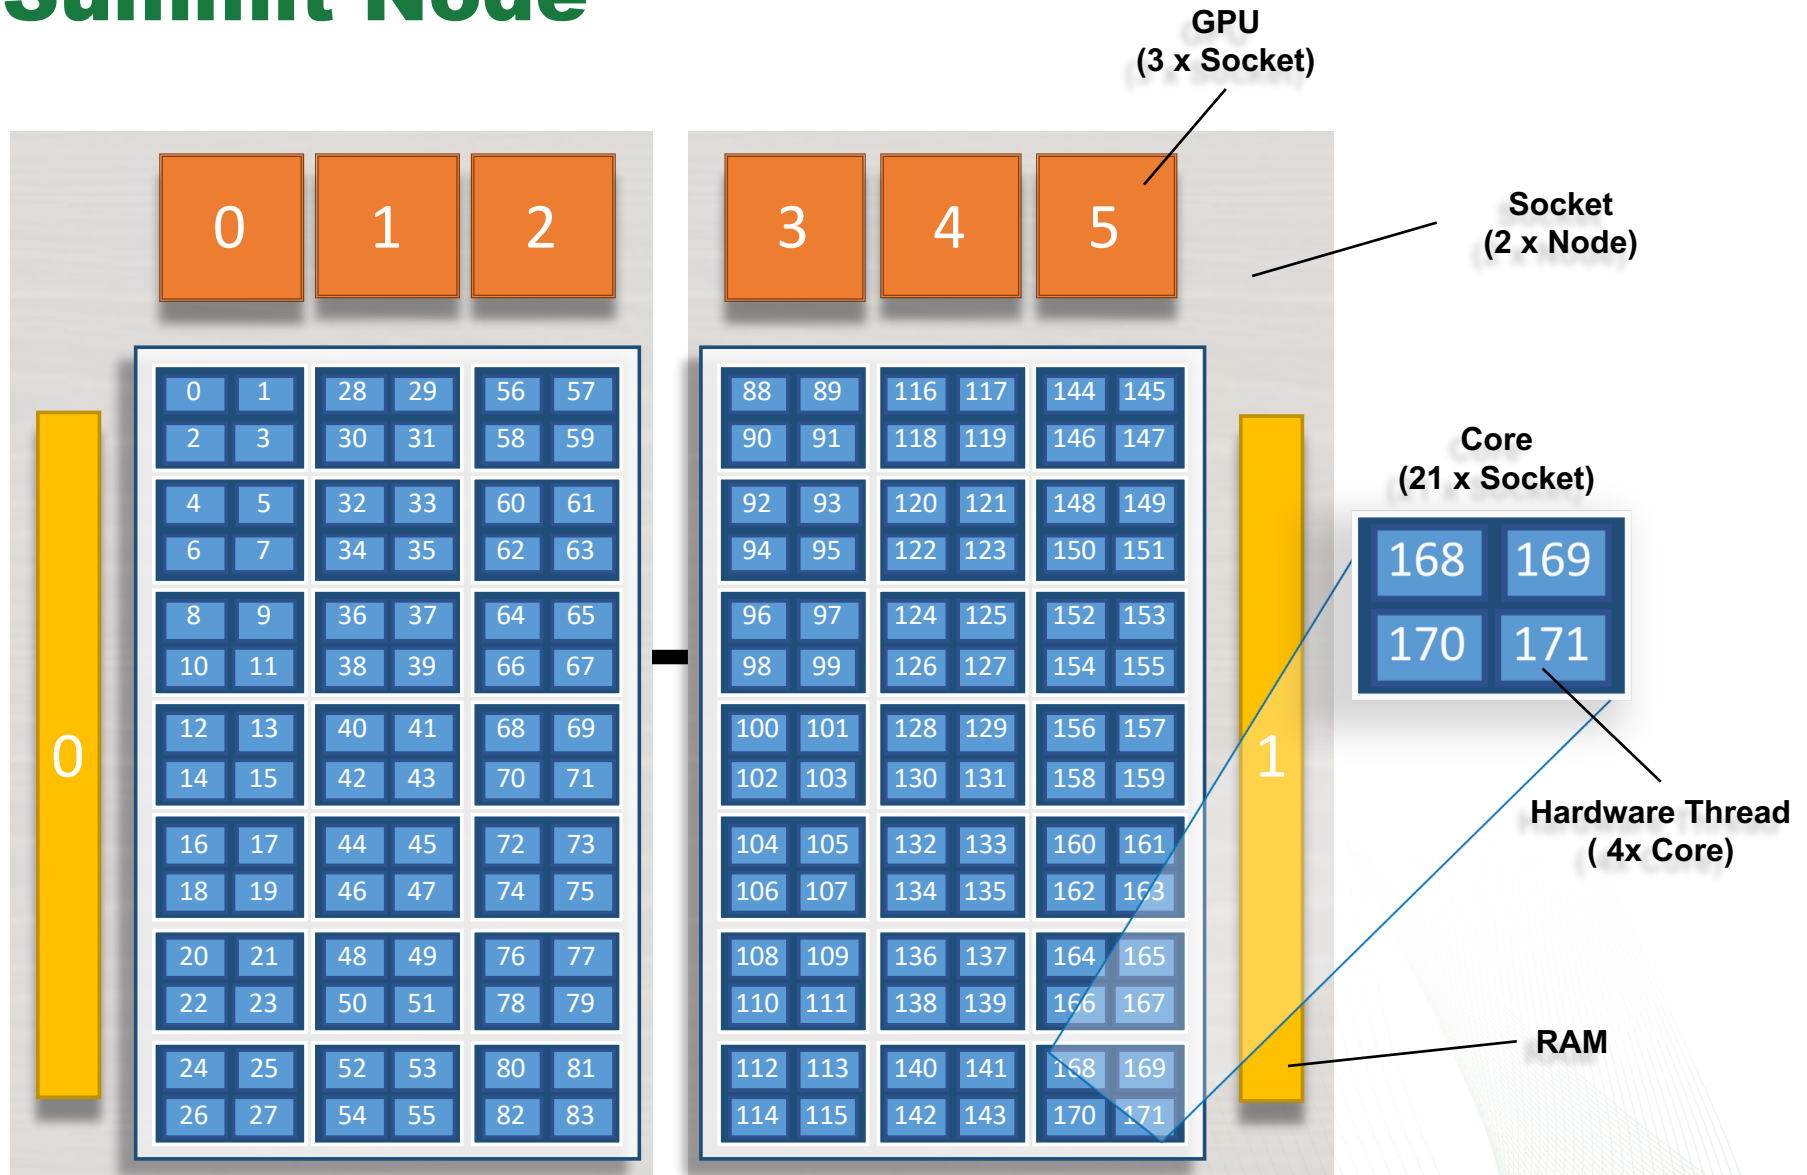 Summit Node
GPU
(3 x Socket)
0 1 2 3 4 5
Socket
(2 x Node)
0 1 28 29 56 57 88 89 116 117 144 145
2 3 30 31 58 59 90 91 118 119 146 147
Core
(21 x Socket)
4 5 32 33 60 61 92 93 120 121 148 149
6 7 34 35 62 63 94 95 122 123 150 151
168 169
170 171
8 9 36 37 64 65 96 97 124 125 152 153
10 11 38 39 66 67 98 99 126 127 154 155
12 13 40 41 68 69 100 101 128 129 156 157
0
1
14 15 42 43 70 71 102 103 130 131 158 159
Hardware Thread
( 4x Core)
16 17 44 45 72 73 104 105 132 133 160 161
18 19 46 47 74 75 106 107 134 135 162 163
20 21 48 49 76 77 108 109 136 137 164 165
22 23 50 51 78 79 110 111 138 139 166 167
RAM
24 25 52 53 80 81 112 113 140 141 168 169
26 27 54 55 82 83 114 115 142 143 170 171